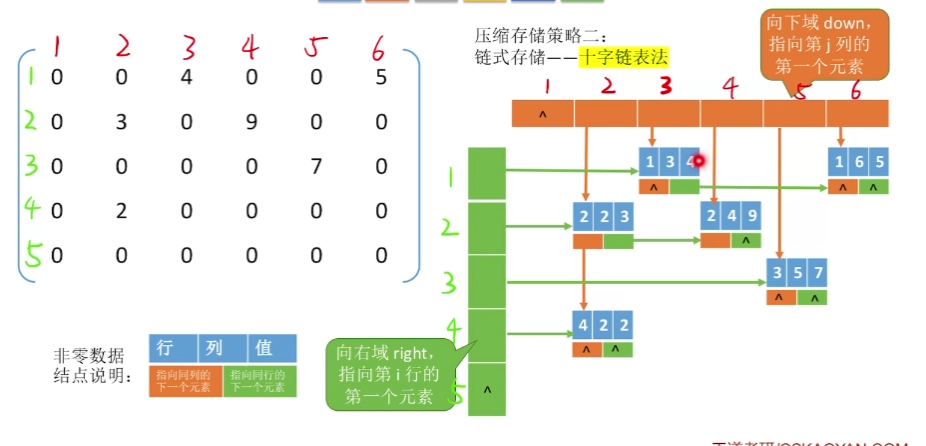 1 2 3 4 5 6
1 0 0 4 0 0 5
2 0 3 0 9 0 0
3 0 0 0 0 7 0
4 0 2 0 0 0 0
5 0 0 0 0 0 0
非零数据
结点说明：
行 列 值
指向同列的
下一个元素
指向同行的
下一个元素
压缩存储策略二：
链式存储——十字链表法
向下域 down，
指向第 j 列的
第一个元素
1 2 3 4 5 6
^
1
1 3 4
^
1 6 5
^ ^
2
2 2 3
2 4 9
^
3
3 5 7
^ ^
4
4 2 2
^ ^
5
^
向右域 right，
指向第 i 行的
第一个元素